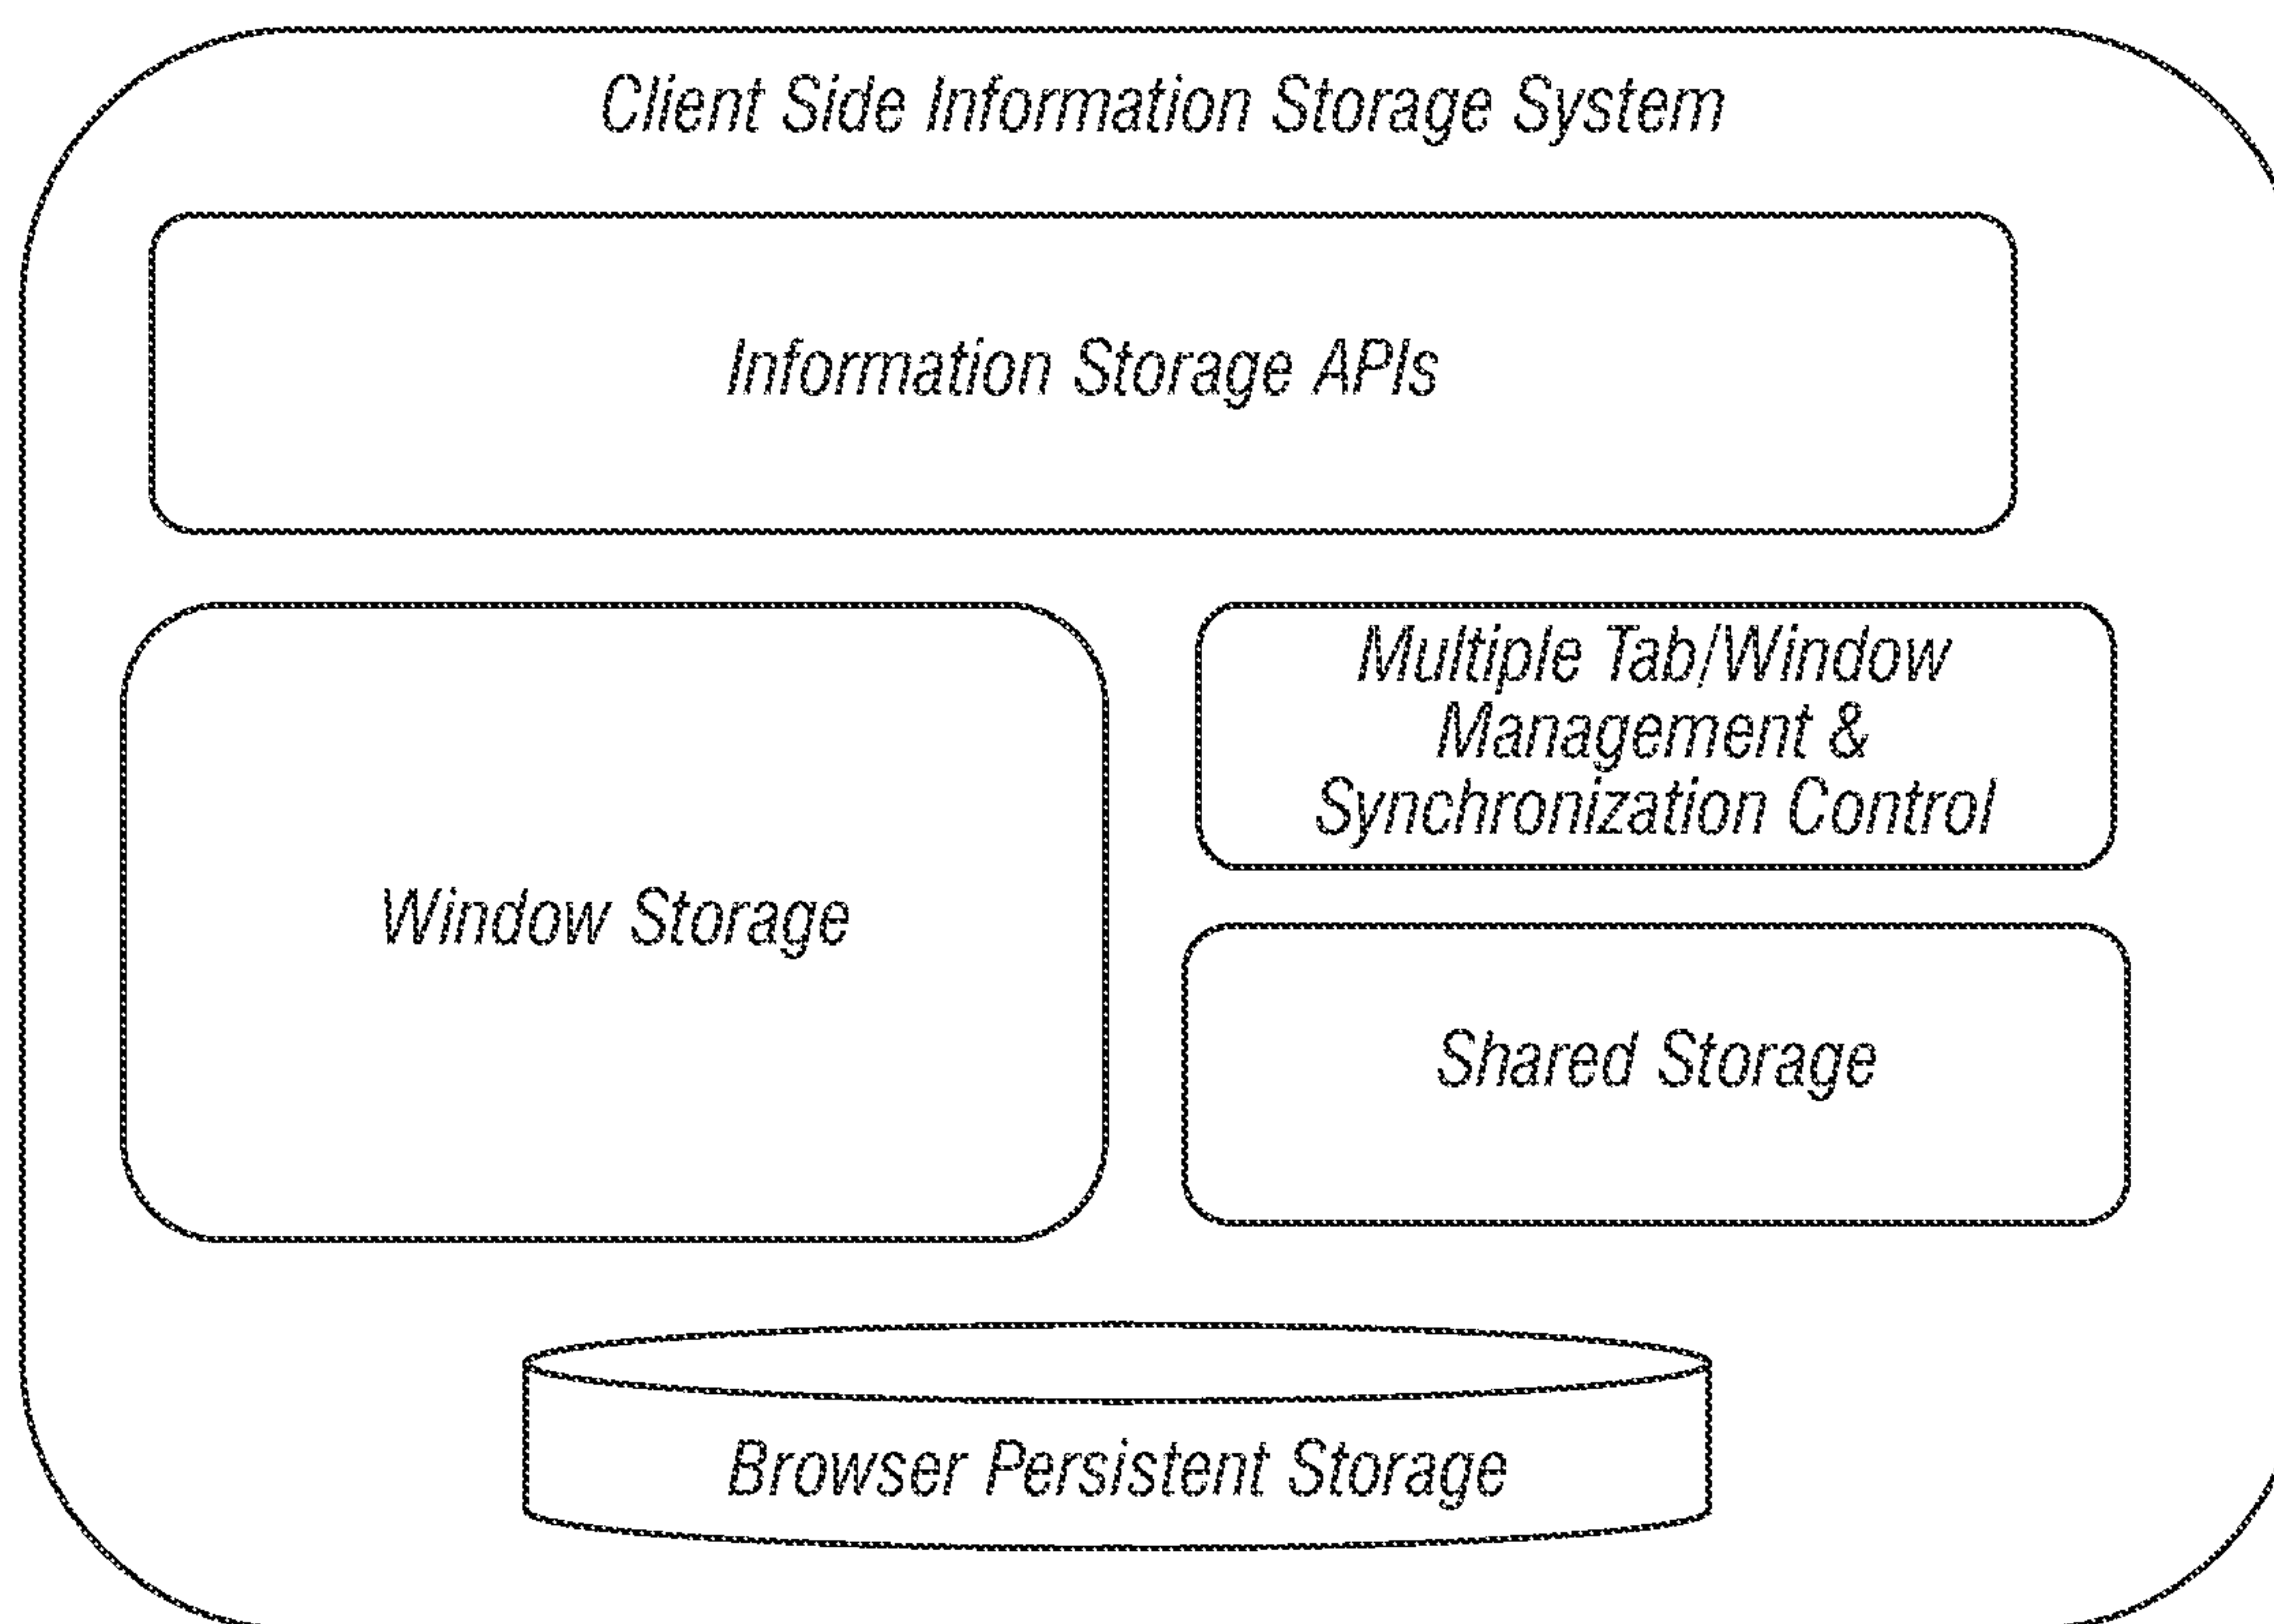 Client Side Information Storage System
Information Storage APIs
Multiple Tab/Window
Management &
Synchronization Control
Window Storage
Shared Storage
Browser Persistent Storage